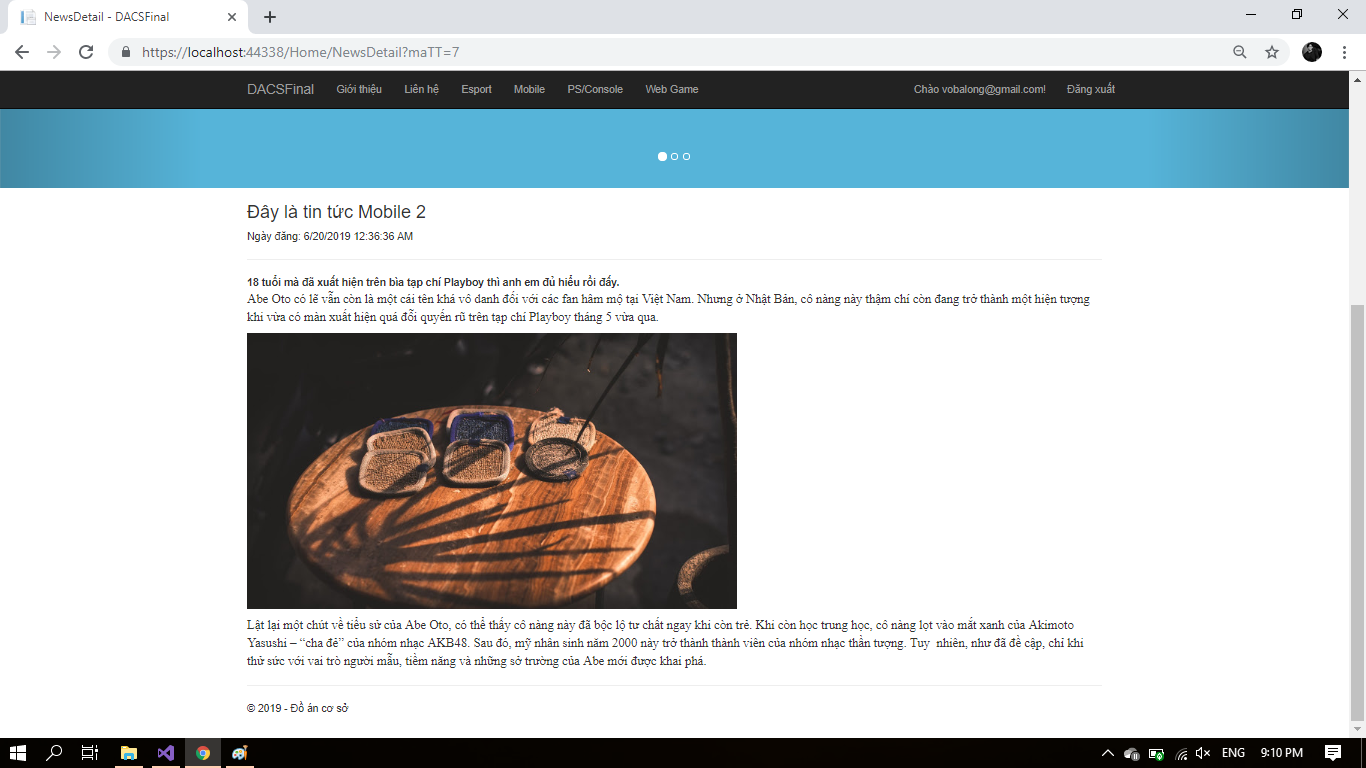 NewsDetail - DACSFinal
https://localhost:44338/Home/NewsDetail?maTT=7
DACSFinal Giới thiệu Liên hệ Esport Mobile PS/Console Web Game Chào vobalong@gmail.com! Đăng xuất
Đây là tin tức Mobile 2
Ngày đăng: 6/20/2019 12:36:36 AM
18 tuổi mà đã xuất hiện trên bìa tạp chí Playboy thì anh em đủ hiểu rồi đấy.
Abe Oto có lẽ vẫn còn là một cái tên khá vô danh đối với các fan hâm mộ tại Việt Nam. Nhưng ở Nhật Bản, cô nàng này thậm chí còn đang trở thành một hiện tượng
khi vừa có màn xuất hiện quá đỗi quyến rũ trên tạp chí Playboy tháng 5 vừa qua.
Lật lại một chút về tiểu sử của Abe Oto, có thể thấy cô nàng này đã bộc lộ tư chất ngay khi còn trẻ. Khi còn học trung học, cô nàng lọt vào mắt xanh của Akimoto
Yasushi – “cha đẻ” của nhóm nhạc AKB48. Sau đó, mỹ nhân sinh năm 2000 này trở thành thành viên của nhóm nhạc thần tượng. Tuy  nhiên, như đã đề cập, chỉ khi
thử sức với vai trò người mẫu, tiềm năng và những sở trường của Abe mới được khai phá.
© 2019 - Đồ án cơ sở
ENG 9:10 PM